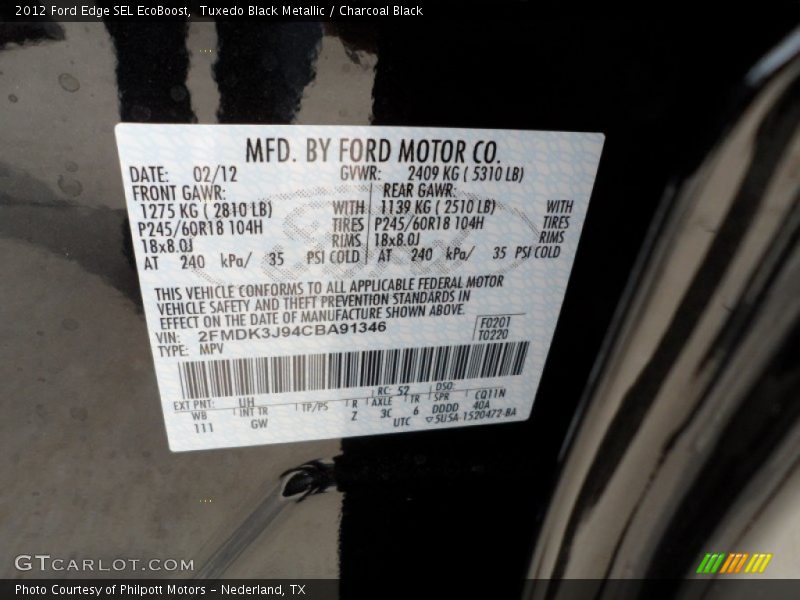 2012 Ford Edge SEL EcoBoost, Tuxedo Black Metallic / Charcoal Black
MFD. BY FORD MOTOR CO.
DATE: 02/12 GVWR: 2409 KG ( 5310 LB)
FRONT GAWR: REAR GAWR:
1275 KG ( 2810 LB) WITH 1139 KG ( 2510 LB) WITH
P245/60R18 104H TIRES P245/60R18 104H TIRES
18x8.0J RIMS 18x8.0J RIMS
AT 240 kPa/ 35 PSI COLD AT 240 kPa/ 35 PSI COLD
THIS VEHICLE CONFORMS TO ALL APPLICABLE FEDERAL MOTOR
VEHICLE SAFETY AND THEFT PREVENTION STANDARDS IN
EFFECT ON THE DATE OF MANUFACTURE SHOWN ABOVE.
VIN: 2FMDK3J94CBA91346 F0201
TYPE: MPV T0220
EXT PNT: UH RC: 52 DSO:
WB INT TR TP/PS R AXLE TR SPR CQ11N
111 GW Z 3C 6 DDDD 40A
UTC 5U5A-1520472-BA
GTCARLOT.COM
Photo Courtesy of Philpott Motors - Nederland, TX